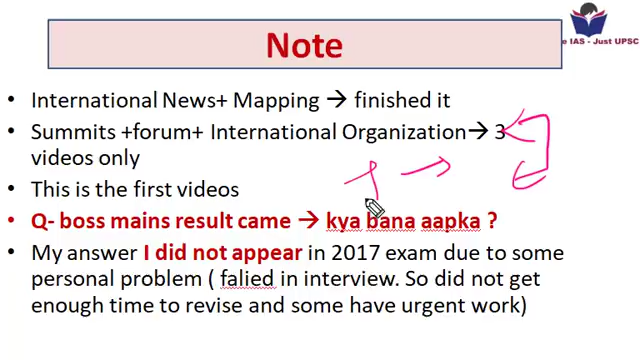 Note
e IAS - Just UPSC
• International News+ Mapping → finished it
• Summits +forum+ International Organization→ 3
videos only
• This is the first videos
• Q- boss mains result came → kya bana aapka ?
• My answer I did not appear in 2017 exam due to some
personal problem ( falied in interview. So did not get
enough time to revise and some have urgent work)